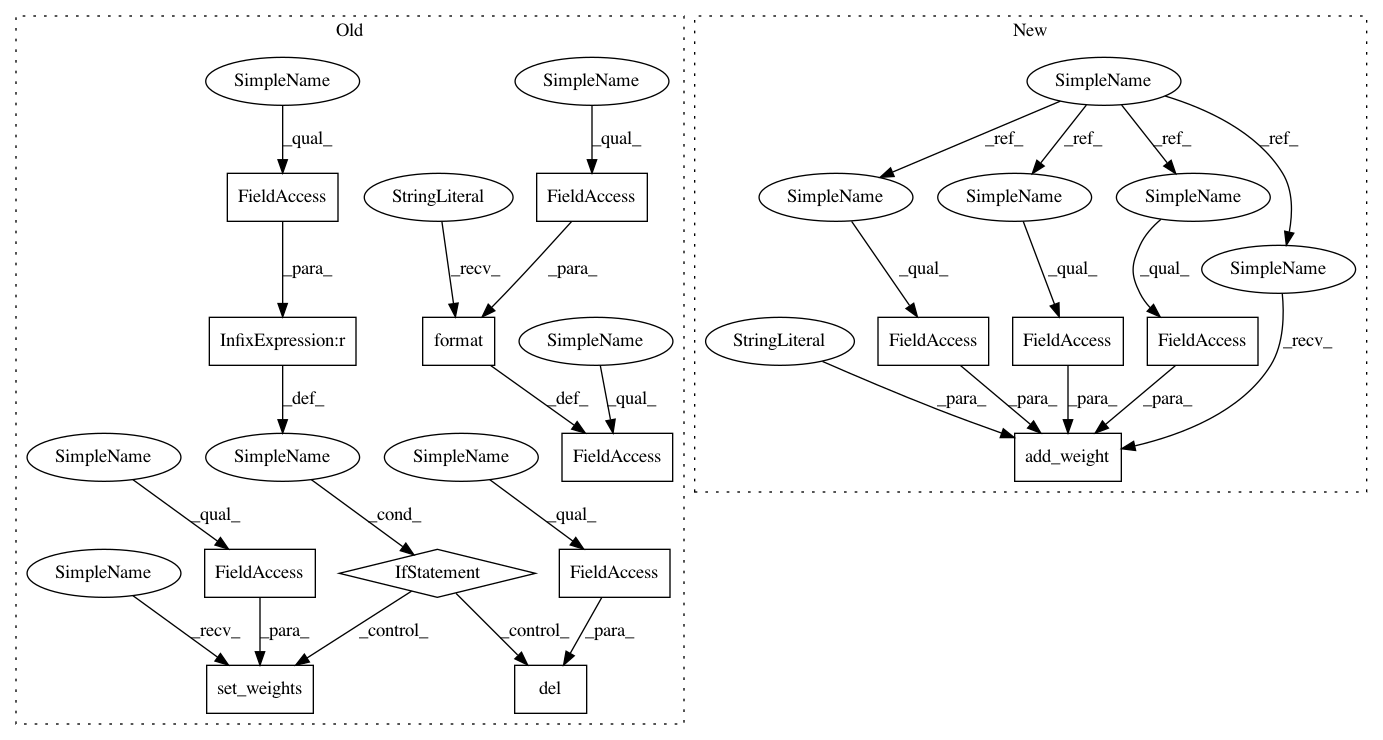 Old
New
SimpleName
SimpleName
SimpleName
_qual_
_qual_
_ref_
_ref_
_ref_
_ref_
FieldAccess
StringLiteral
FieldAccess
SimpleName
SimpleName
SimpleName
_para_
_recv_
_para_
_qual_
_qual_
_qual_
SimpleName
InfixExpression:r
format
SimpleName
StringLiteral
FieldAccess
FieldAccess
FieldAccess
_recv_
_def_
_def_
_qual_
_para_
_para_
_para_
_para_
SimpleName
SimpleName
SimpleName
FieldAccess
add_weight
_qual_
_cond_
_qual_
SimpleName
FieldAccess
IfStatement
FieldAccess
_recv_
_para_
_control_
_control_
_para_
set_weights
del